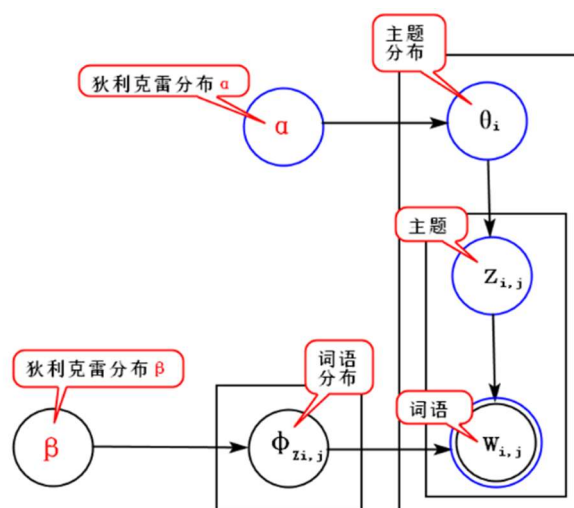 主题
分布
狄利克雷分布 α
α
θi
主题
Zi,j
狄利克雷分布 β
词语
分布
词语
β
ΦZi,j
Wi,j